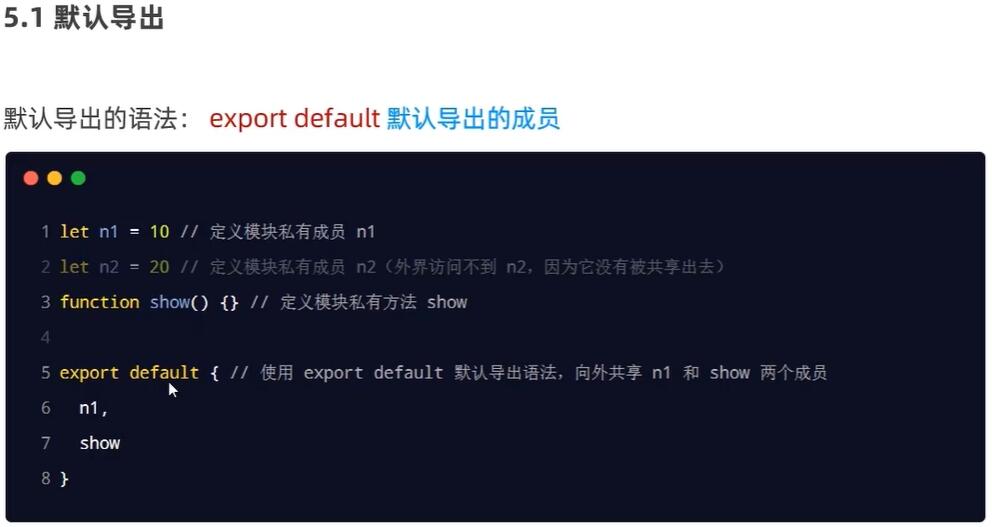 5.1 默认导出
默认导出的语法： export default 默认导出的成员
1 let n1 = 10 // 定义模块私有成员 n1
2 let n2 = 20 // 定义模块私有成员 n2（外界访问不到 n2，因为它没有被共享出去）
3 function show() {} // 定义模块私有方法 show
4
5 export default { // 使用 export default 默认导出语法，向外共享 n1 和 show 两个成员
6   n1,
7   show
8 }